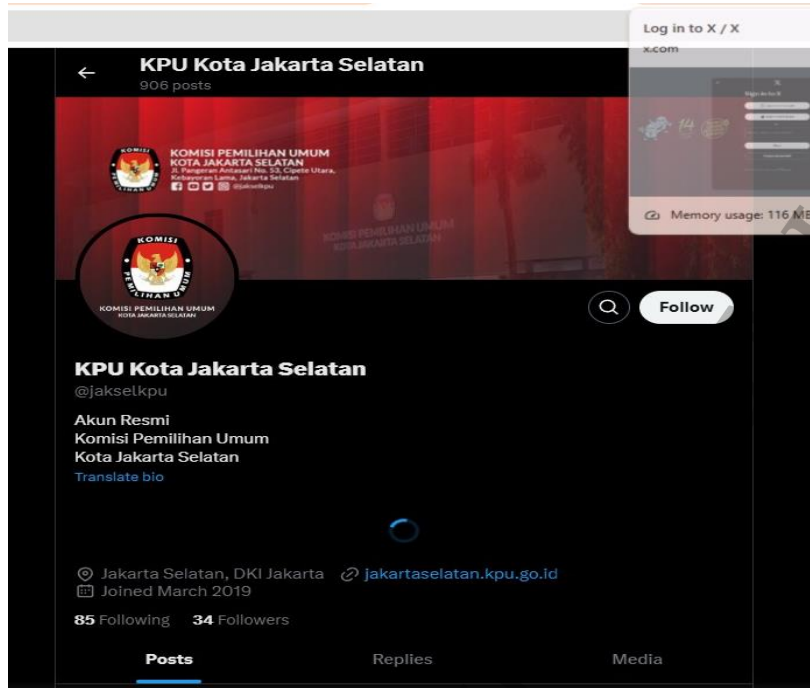 Log in to X / X
x.com
KPU Kota Jakarta Selatan
906 posts
KOMISI PEMILIHAN UMUM
KOTA JAKARTA SELATAN
Jl. Pangeran Antasari No. 53, Cipete Utara,
Kebayoran Lama, Jakarta Selatan
@jakselkpu
KOMISI PEMILIHAN UMUM
KOTA JAKARTA SELATAN
Memory usage: 116 MB
KOMISI
PEMILIHAN UMUM
KOMISI PEMILIHAN UMUM
KOTA JAKARTA SELATAN
Follow
KPU Kota Jakarta Selatan
@jakselkpu
Akun Resmi
Komisi Pemilihan Umum
Kota Jakarta Selatan
Translate bio
Jakarta Selatan, DKI Jakarta jakartaselatan.kpu.go.id
Joined March 2019
85 Following 34 Followers
Posts Replies Media